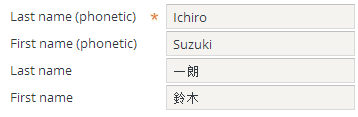 Last name (phonetic) * Ichiro
First name (phonetic) Suzuki
Last name 一朗
First name 鈴木